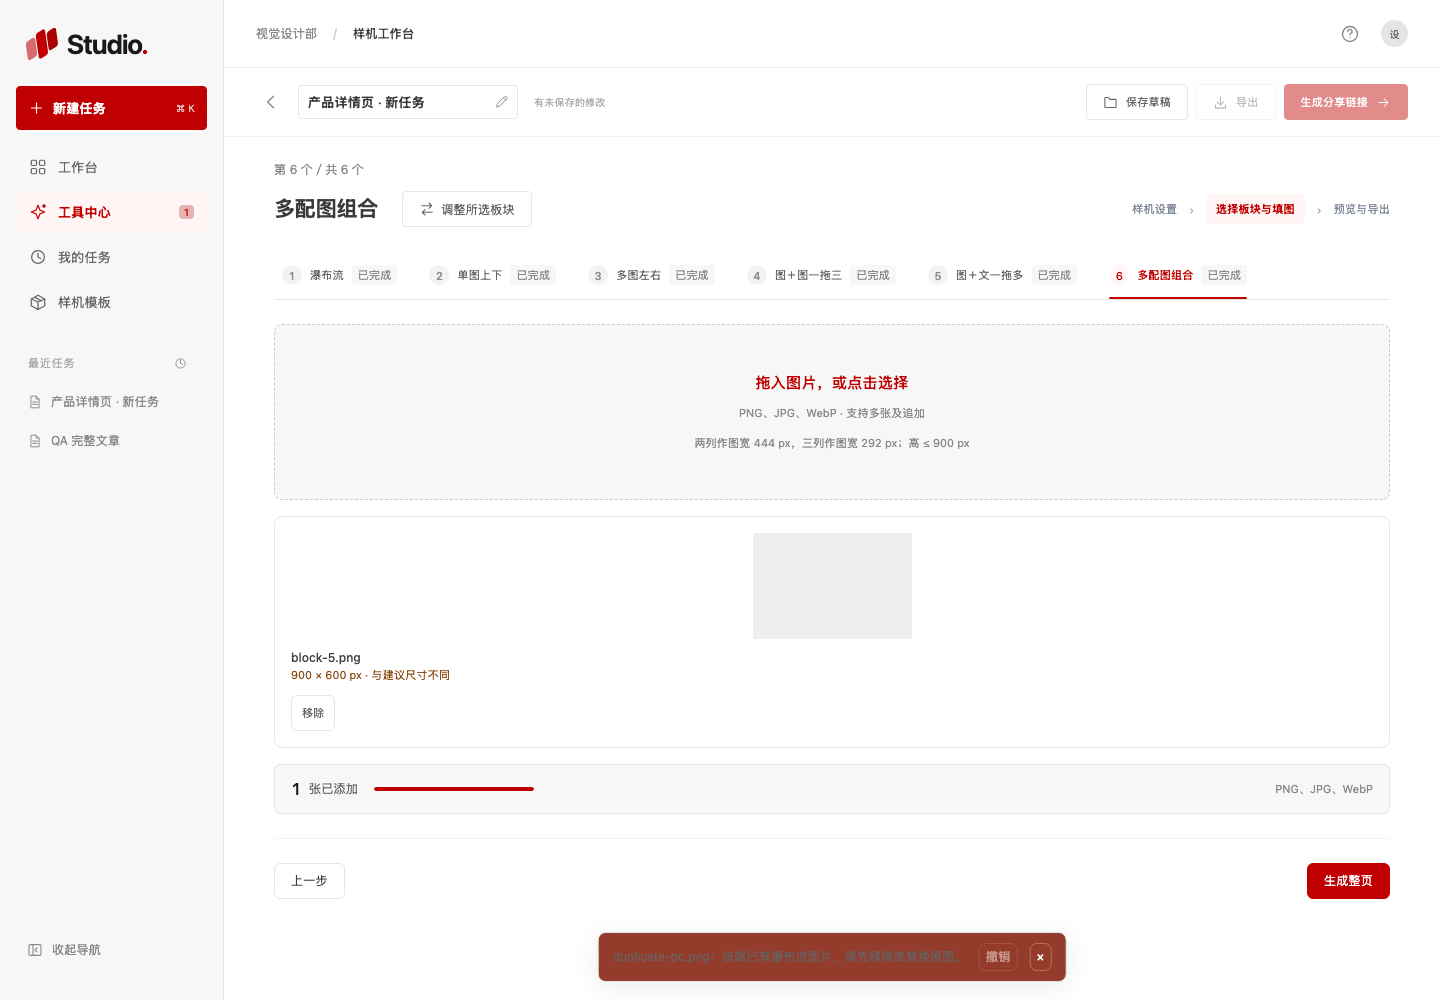 Studio.
新建任务 ⌘ K
工作台
工具中心 1
我的任务
样机模板
最近任务
产品详情页 · 新任务
QA 完整文章
收起导航
视觉设计部 / 样机工作台
设
产品详情页 · 新任务 有未保存的修改 保存草稿 导出 生成分享链接 →
第 6 个 / 共 6 个
多配图组合 调整所选板块 样机设置 › 选择板块与填图 › 预览与导出
1 瀑布流 已完成 2 单图上下 已完成 3 多图左右 已完成 4 图+图一拖三 已完成 5 图+文一拖多 已完成 6 多配图组合 已完成
拖入图片，或点击选择
PNG、JPG、WebP · 支持多张及追加
两列作图宽 444 px，三列作图宽 292 px；高 ≤ 900 px
block-5.png
900 × 600 px · 与建议尺寸不同
移除
1 张已添加 PNG、JPG、WebP
上一步 生成整页
duplicate-pc.png：该端已有瀑布流图片，请先移除或替换原图。 撤销 ×